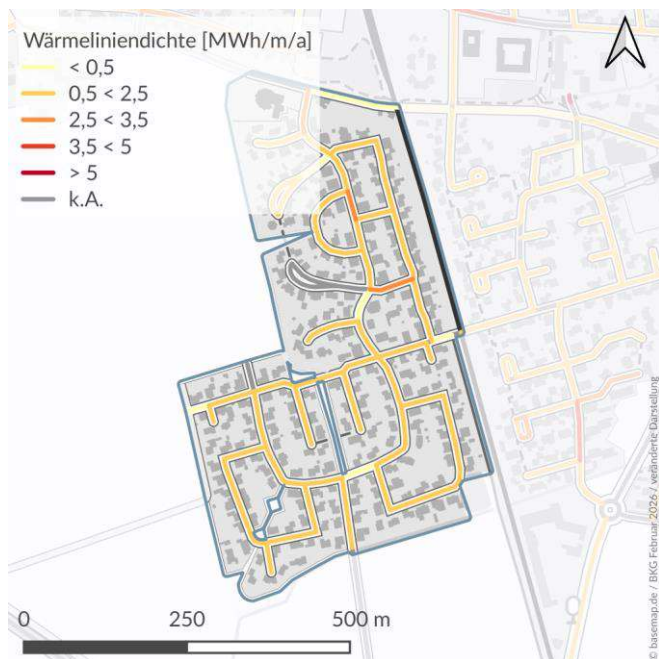 Wärmeliniendichte [MWh/m/a]
< 0,5
0,5 < 2,5
2,5 < 3,5
3,5 < 5
> 5
k.A.
0 250 500 m
© basemap.de / BKG Februar 2026 / veränderte Darstellung